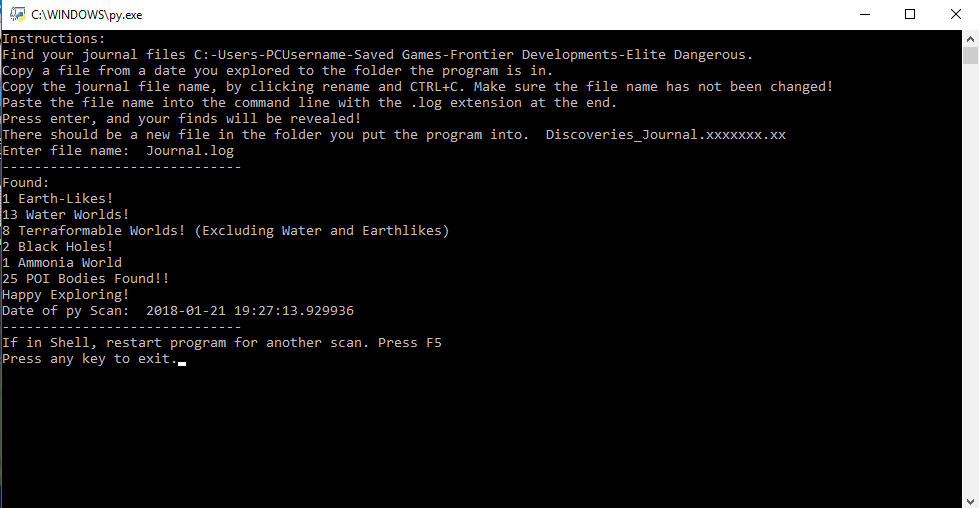 C:\WINDOWS\py.exe
Instructions:
Find your journal files C:-Users-PCUsername-Saved Games-Frontier Developments-Elite Dangerous.
Copy a file from a date you explored to the folder the program is in.
Copy the journal file name, by clicking rename and CTRL+C. Make sure the file name has not been changed!
Paste the file name into the command line with the .log extension at the end.
Press enter, and your finds will be revealed!
There should be a new file in the folder you put the program into.  Discoveries_Journal.xxxxxxx.xx
Enter file name:  Journal.log
------------------------------
Found:
1 Earth-Likes!
13 Water Worlds!
8 Terraformable Worlds! (Excluding Water and Earthlikes)
2 Black Holes!
1 Ammonia World
25 POI Bodies Found!!
Happy Exploring!
Date of py Scan:  2018-01-21 19:27:13.929936
------------------------------
If in Shell, restart program for another scan. Press F5
Press any key to exit.